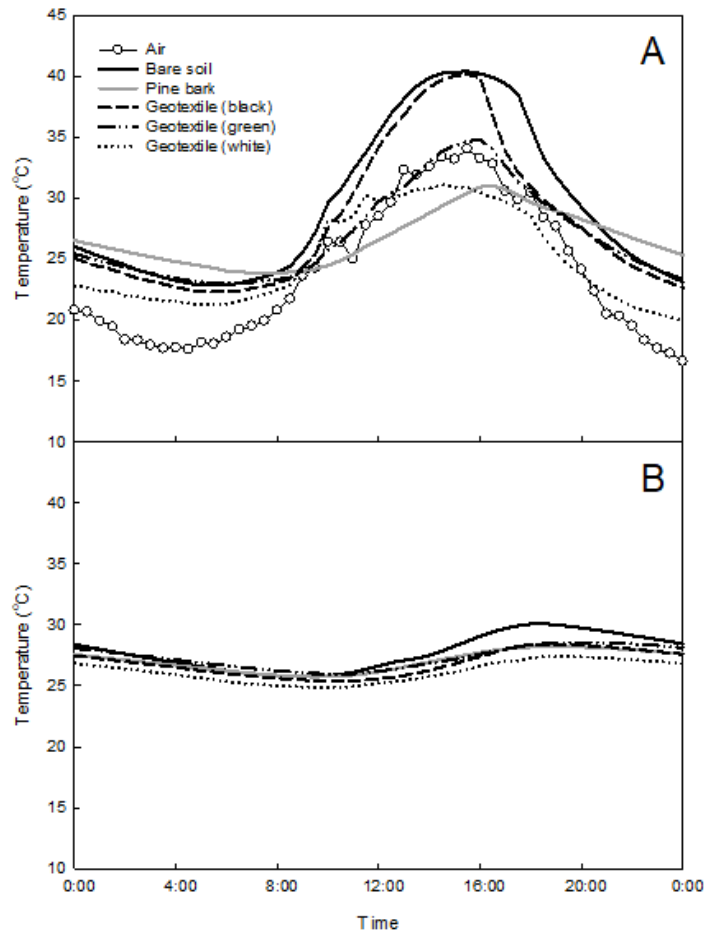 45
A
Air
Bare soil
40
Pine bark
Geotextile (black)
Geotextile (green)
35
Geotextile (white)
30
Temperature (°C)
25
20
15
10
B
40
35
30
Temperature (°C)
25
20
15
10
0:00 4:00 8:00 12:00 16:00 20:00 0:00
Time